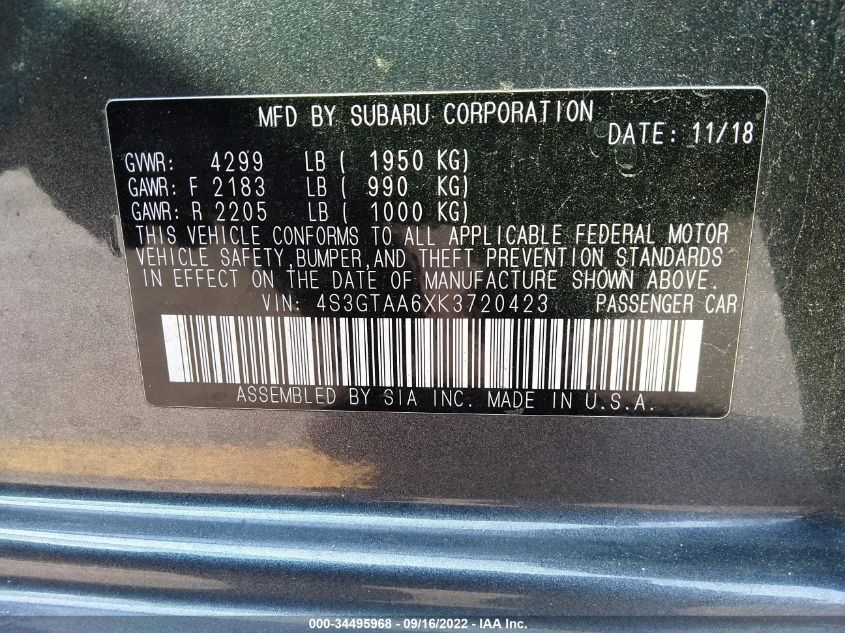 MFD BY SUBARU CORPORATION
DATE: 11/18
GVWR: 4299 LB ( 1950 KG)
GAWR: F 2183 LB ( 990 KG)
GAWR: R 2205 LB ( 1000 KG)
THIS VEHICLE CONFORMS TO ALL APPLICABLE FEDERAL MOTOR
VEHICLE SAFETY,BUMPER,AND THEFT PREVENTION STANDARDS
IN EFFECT ON THE DATE OF MANUFACTURE SHOWN ABOVE.
VIN: 4S3GTAA6XK3720423 PASSENGER CAR
ASSEMBLED BY SIA INC. MADE IN U.S.A.
000-34495968 - 09/16/2022 - IAA Inc.